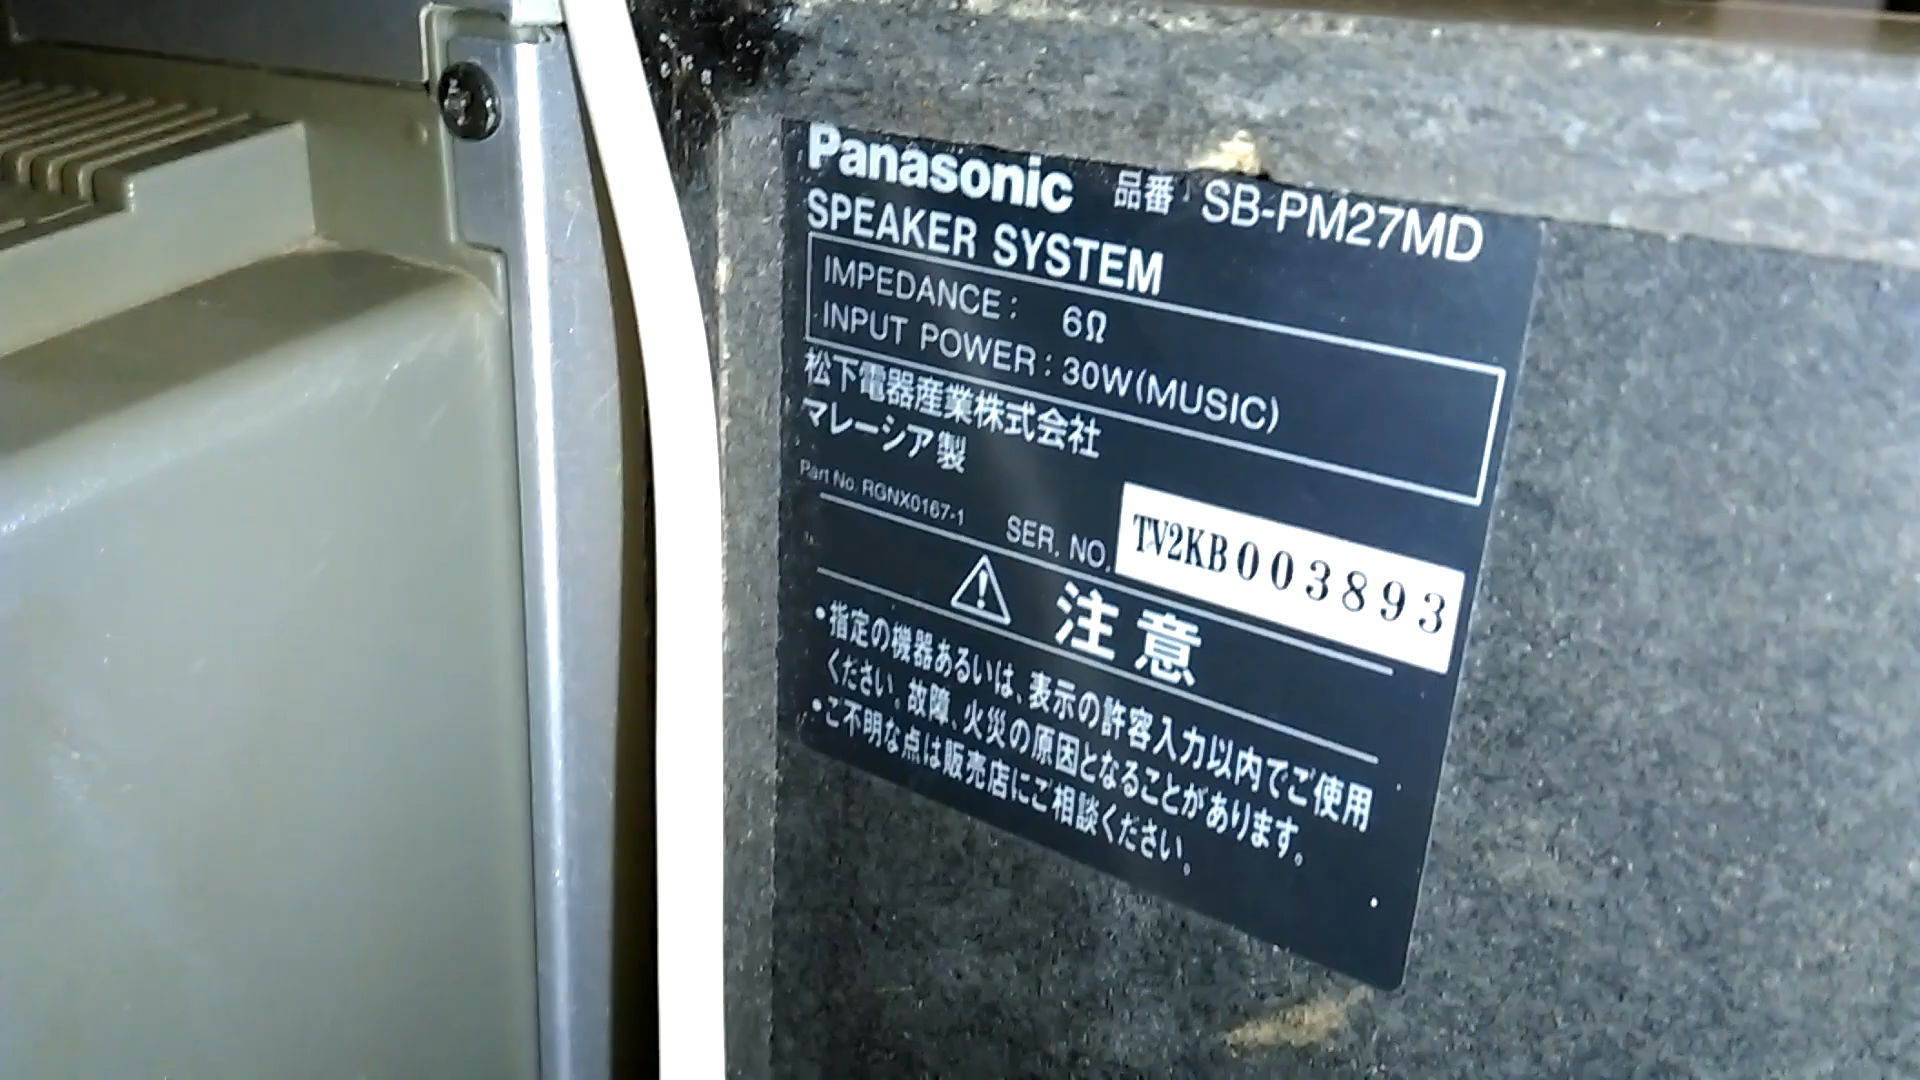 Panasonic 品番: SB-PM27MD
SPEAKER SYSTEM
IMPEDANCE: 6Ω
INPUT POWER: 30W(MUSIC)
松下電器産業株式会社
マレーシア製
Part No. RGNX0167-1
SER. NO. TV2KB003893
注意
•指定の機器あるいは、表示の許容入力以内でご使用
ください。故障、火災の原因となることがあります。
•ご不明な点は販売店にご相談ください。